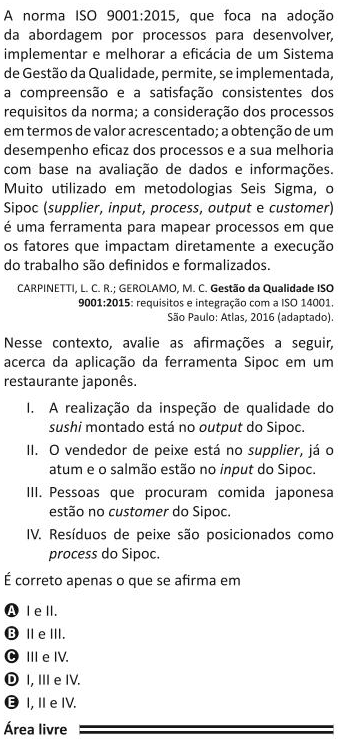 A norma ISO 9001:2015, que foca na adoção
da abordagem por processos para desenvolver,
implementar e melhorar a eficácia de um Sistema
de Gestão da Qualidade, permite, se implementada,
a compreensão e a satisfação consistentes dos
requisitos da norma; a consideração dos processos
em termos de valor acrescentado; a obtenção de um
desempenho eficaz dos processos e a sua melhoria
com base na avaliação de dados e informações.
Muito utilizado em metodologias Seis Sigma, o
Sipoc (supplier, input, process, output e customer)
é uma ferramenta para mapear processos em que
os fatores que impactam diretamente a execução
do trabalho são definidos e formalizados.
CARPINETTI, L. C. R.; GEROLAMO, M. C. Gestão da Qualidade ISO
9001:2015: requisitos e integração com a ISO 14001.
São Paulo: Atlas, 2016 (adaptado).
Nesse contexto, avalie as afirmações a seguir,
acerca da aplicação da ferramenta Sipoc em um
restaurante japonês.
I. A realização da inspeção de qualidade do
sushi montado está no output do Sipoc.
II. O vendedor de peixe está no supplier, já o
atum e o salmão estão no input do Sipoc.
III. Pessoas que procuram comida japonesa
estão no customer do Sipoc.
IV. Resíduos de peixe são posicionados como
process do Sipoc.
É correto apenas o que se afirma em
A I e II.
B II e III.
C III e IV.
D I, III e IV.
E I, II e IV.
Área livre